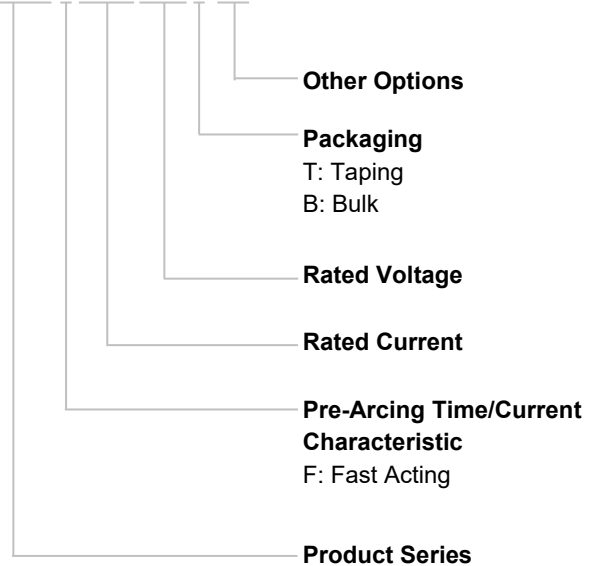 Other Options
Packaging
T: Taping
B: Bulk
Rated Voltage
Rated Current
Pre-Arcing Time/Current
Characteristic
F: Fast Acting
Product Series